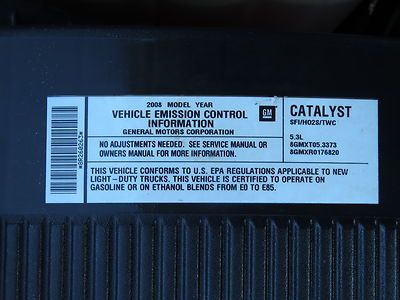 2008 MODEL YEAR
VEHICLE EMISSION CONTROL
INFORMATION
GENERAL MOTORS CORPORATION
GM
CATALYST
SFI/HO2S/TWC
5.3L
8GMXT05.3373
8GMXR0176820
NO ADJUSTMENTS NEEDED. SEE SERVICE MANUAL OR
OWNERS MANUAL FOR MORE INFORMATION.
THIS VEHICLE CONFORMS TO U.S. EPA REGULATIONS APPLICABLE TO NEW
LIGHT-DUTY TRUCKS. THIS VEHICLE IS CERTIFIED TO OPERATE ON
GASOLINE OR ON ETHANOL BLENDS FROM E0 TO E85.